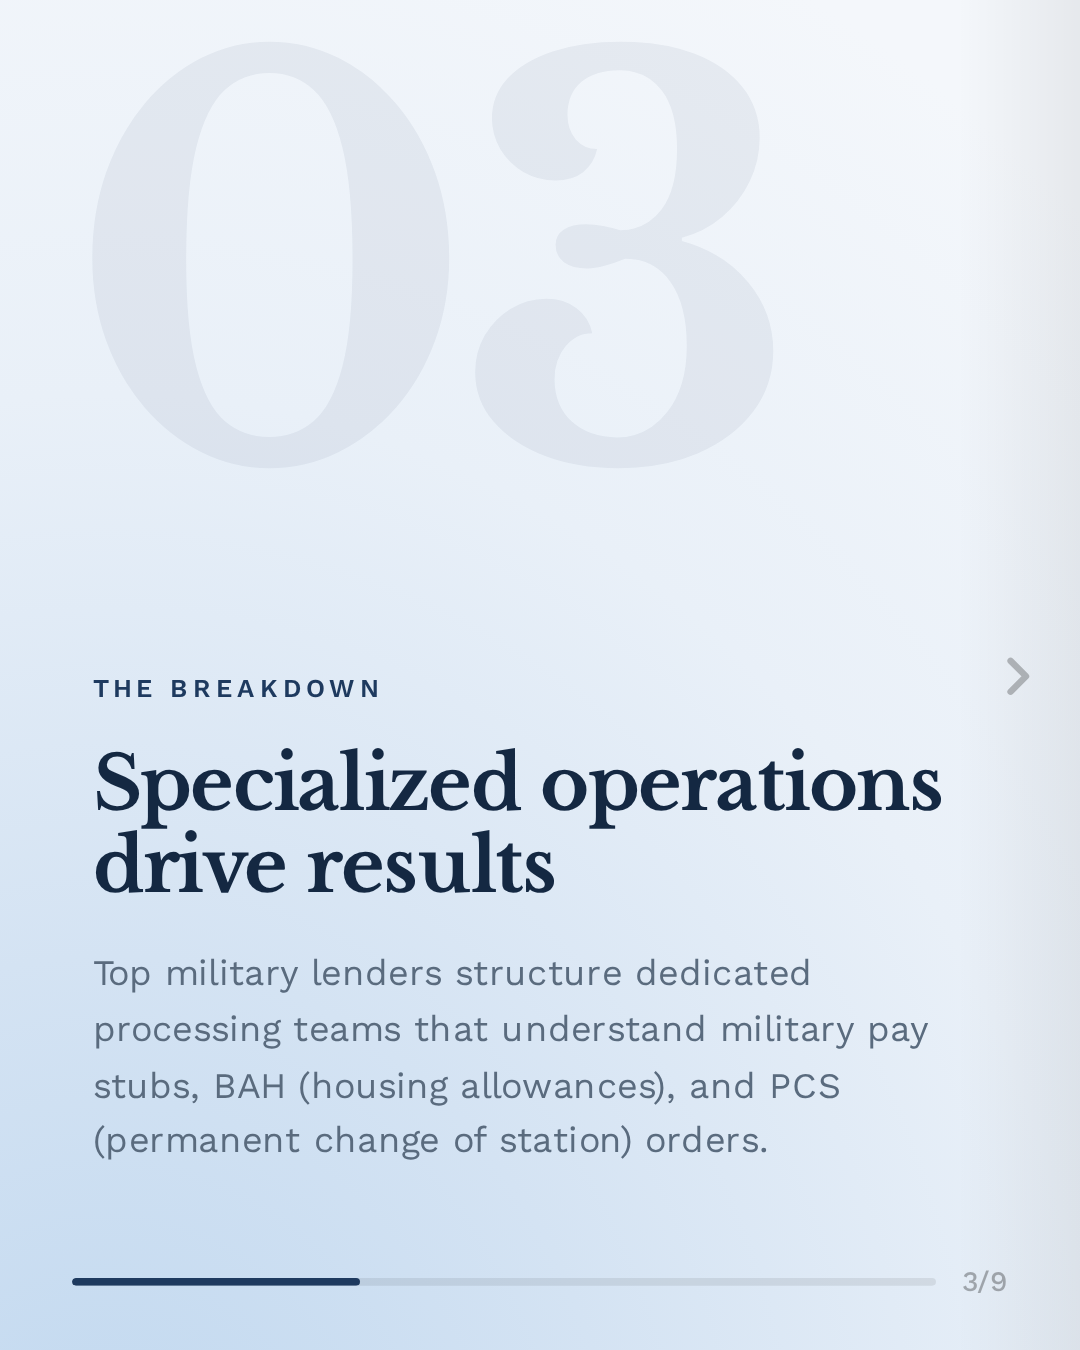 03
THE BREAKDOWN
Specialized operations
drive results
Top military lenders structure dedicated
processing teams that understand military pay
stubs, BAH (housing allowances), and PCS
(permanent change of station) orders.
3/9